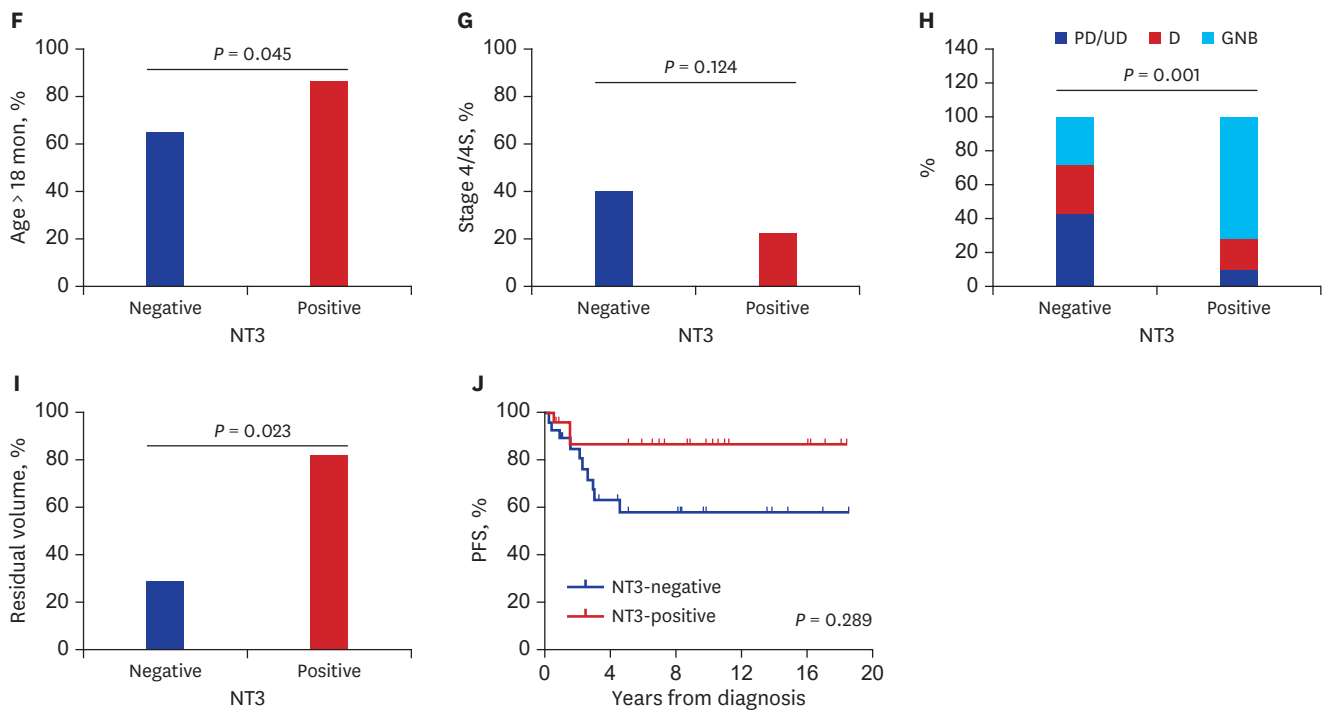 F
100
80
60
40
20
0
Age > 18 mon, %
P = 0.045
Negative
Positive
NT3
G
100
80
60
40
20
0
Stage 4/4S, %
P = 0.124
Negative
Positive
NT3
H
PD/UD
D
GNB
140
120
100
80
60
40
20
0
%
P = 0.001
Negative
Positive
NT3
I
100
80
60
40
20
0
Residual volume, %
P = 0.023
Negative
Positive
NT3
J
100
80
60
40
20
0
PFS, %
NT3-negative
NT3-positive
P = 0.289
0 4 8 12 16 20
Years from diagnosis